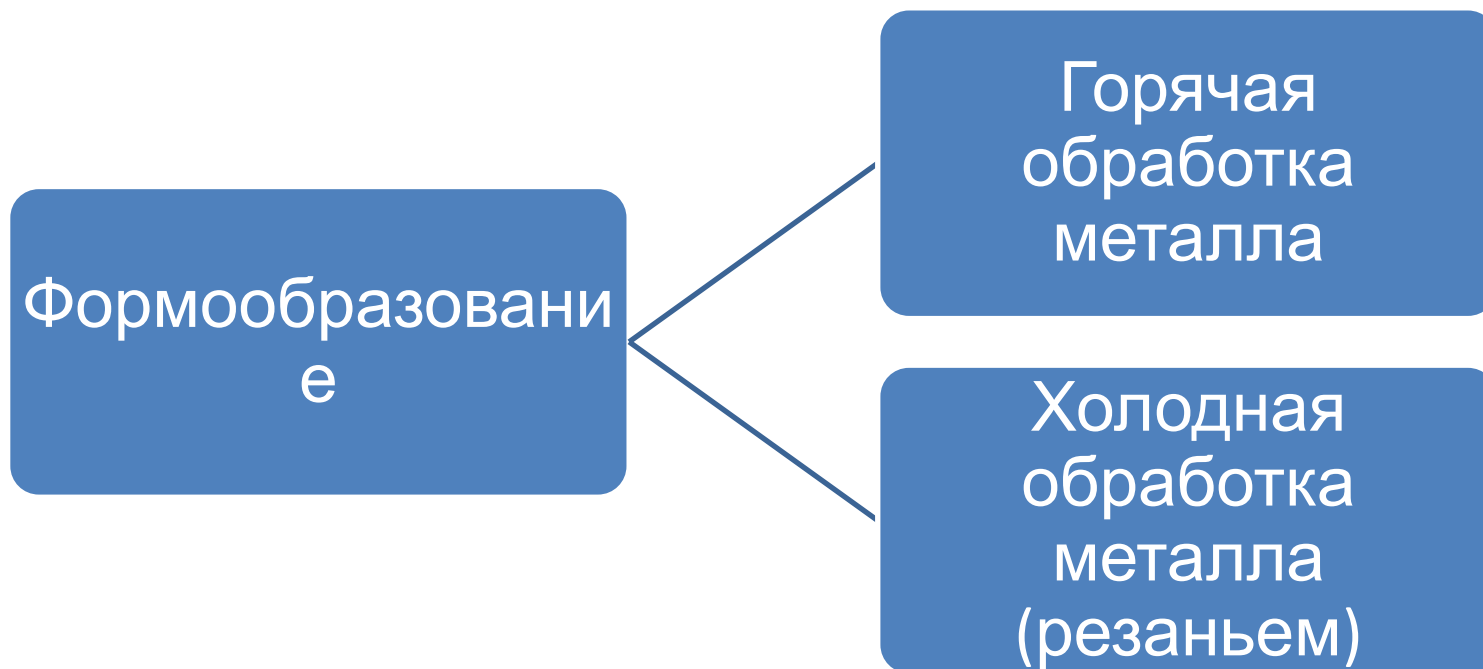 Формообразовани
е
Горячая
обработка
металла
Холодная
обработка
металла
(резаньем)